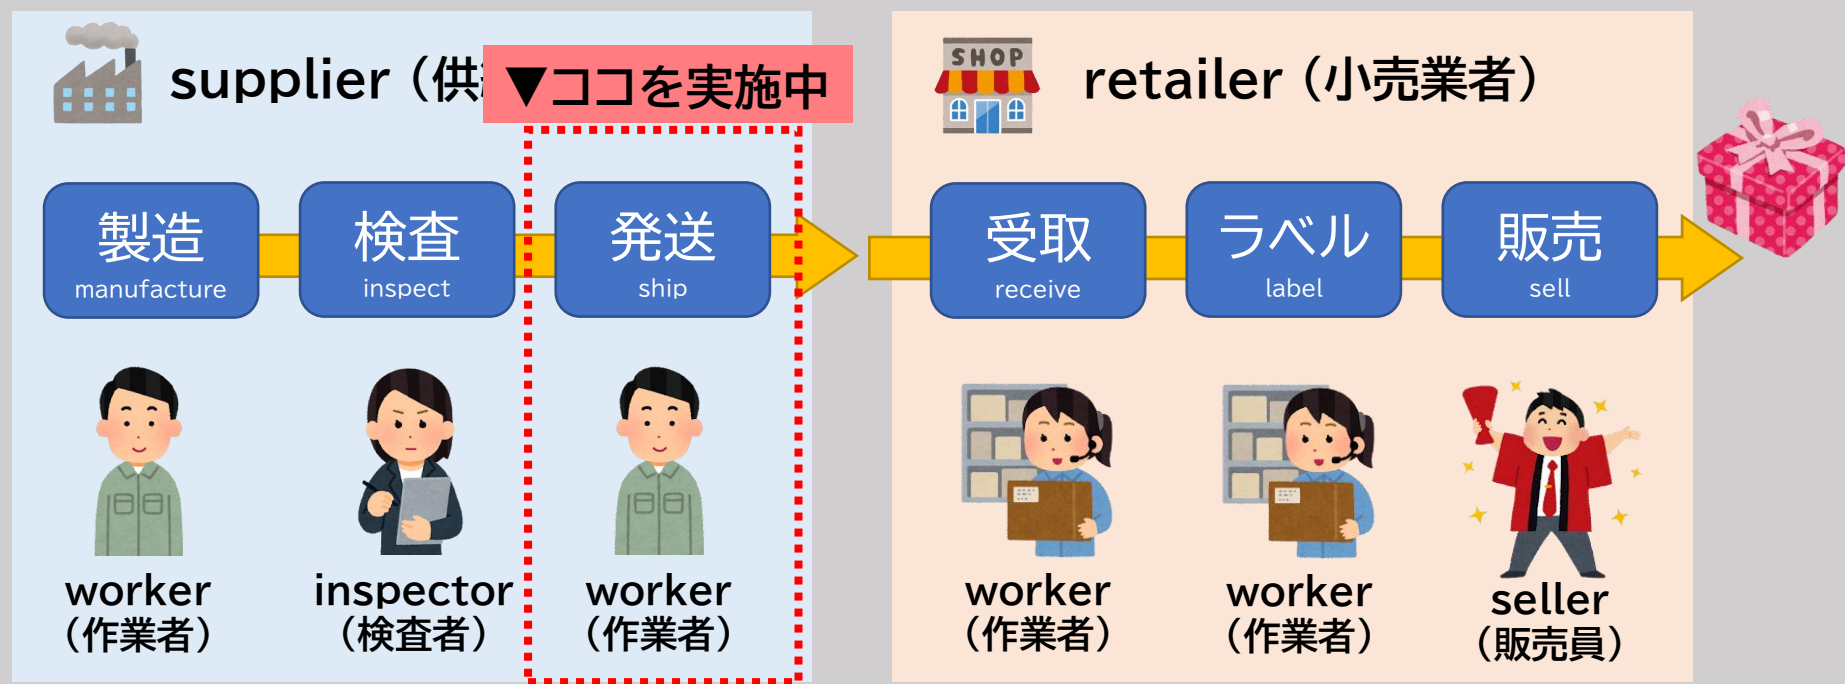 supplier（供
▼ココを実施中
製造
manufacture
検査
inspect
発送
ship
worker
（作業者）
inspector
（検査者）
worker
（作業者）
SHOP
retailer（小売業者）
受取
receive
ラベル
label
販売
sell
worker
（作業者）
worker
（作業者）
seller
（販売員）